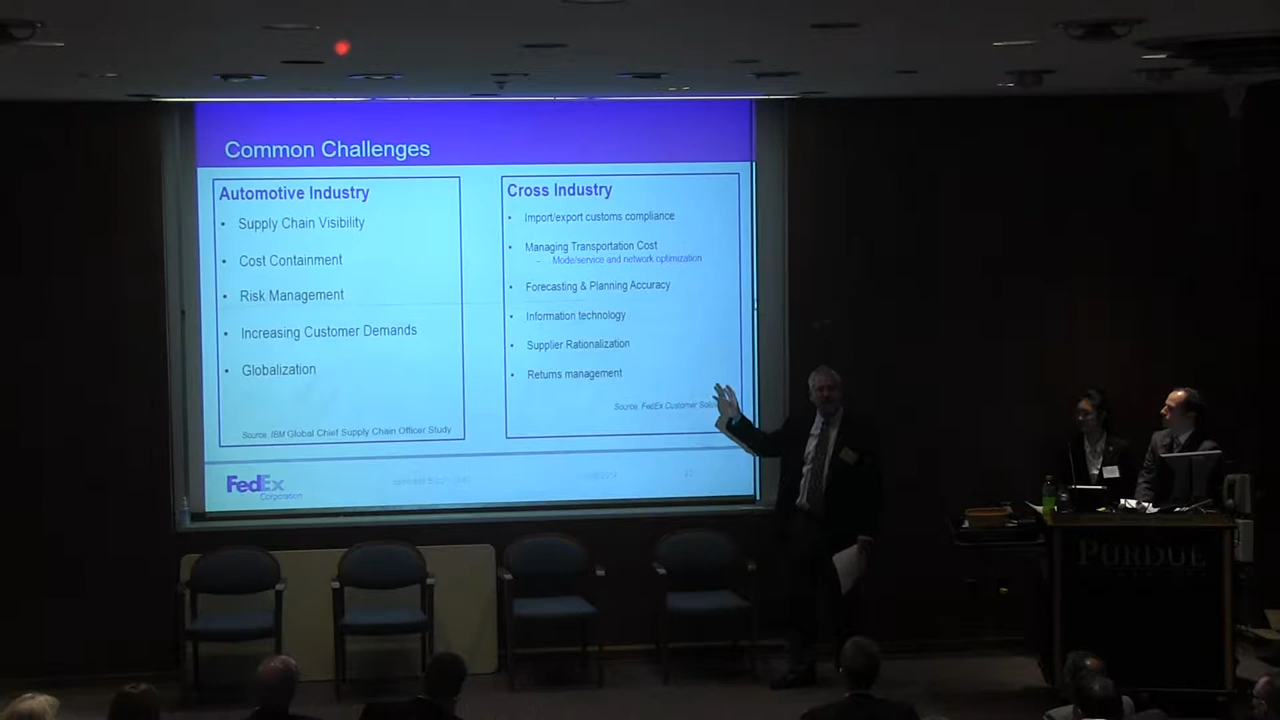 Common Challenges
Automotive Industry
• Supply Chain Visibility
• Cost Containment
• Risk Management
• Increasing Customer Demands
• Globalization
Source: IBM Global Chief Supply Chain Officer Study
Cross Industry
• Import/export customs compliance
• Managing Transportation Cost
– Mode/service and network optimization
• Forecasting & Planning Accuracy
• Information technology
• Supplier Rationalization
• Returns management
Source: FedEx Customer
FedEx
Corporation
PURDUE